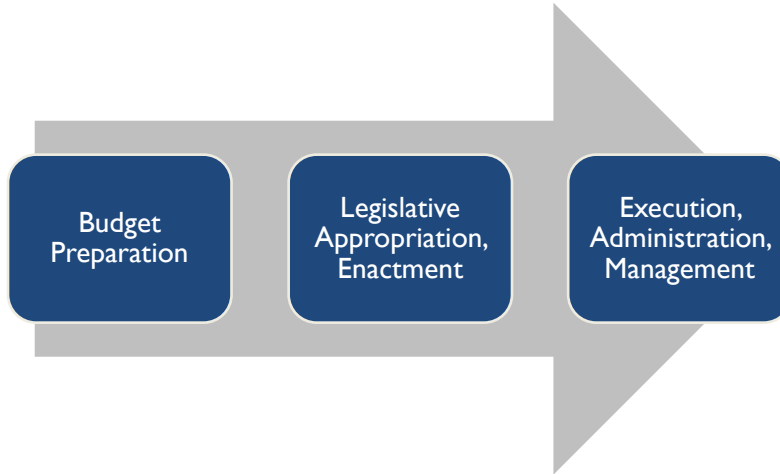 Budget
Preparation
Legislative
Appropriation,
Enactment
Execution,
Administration,
Management